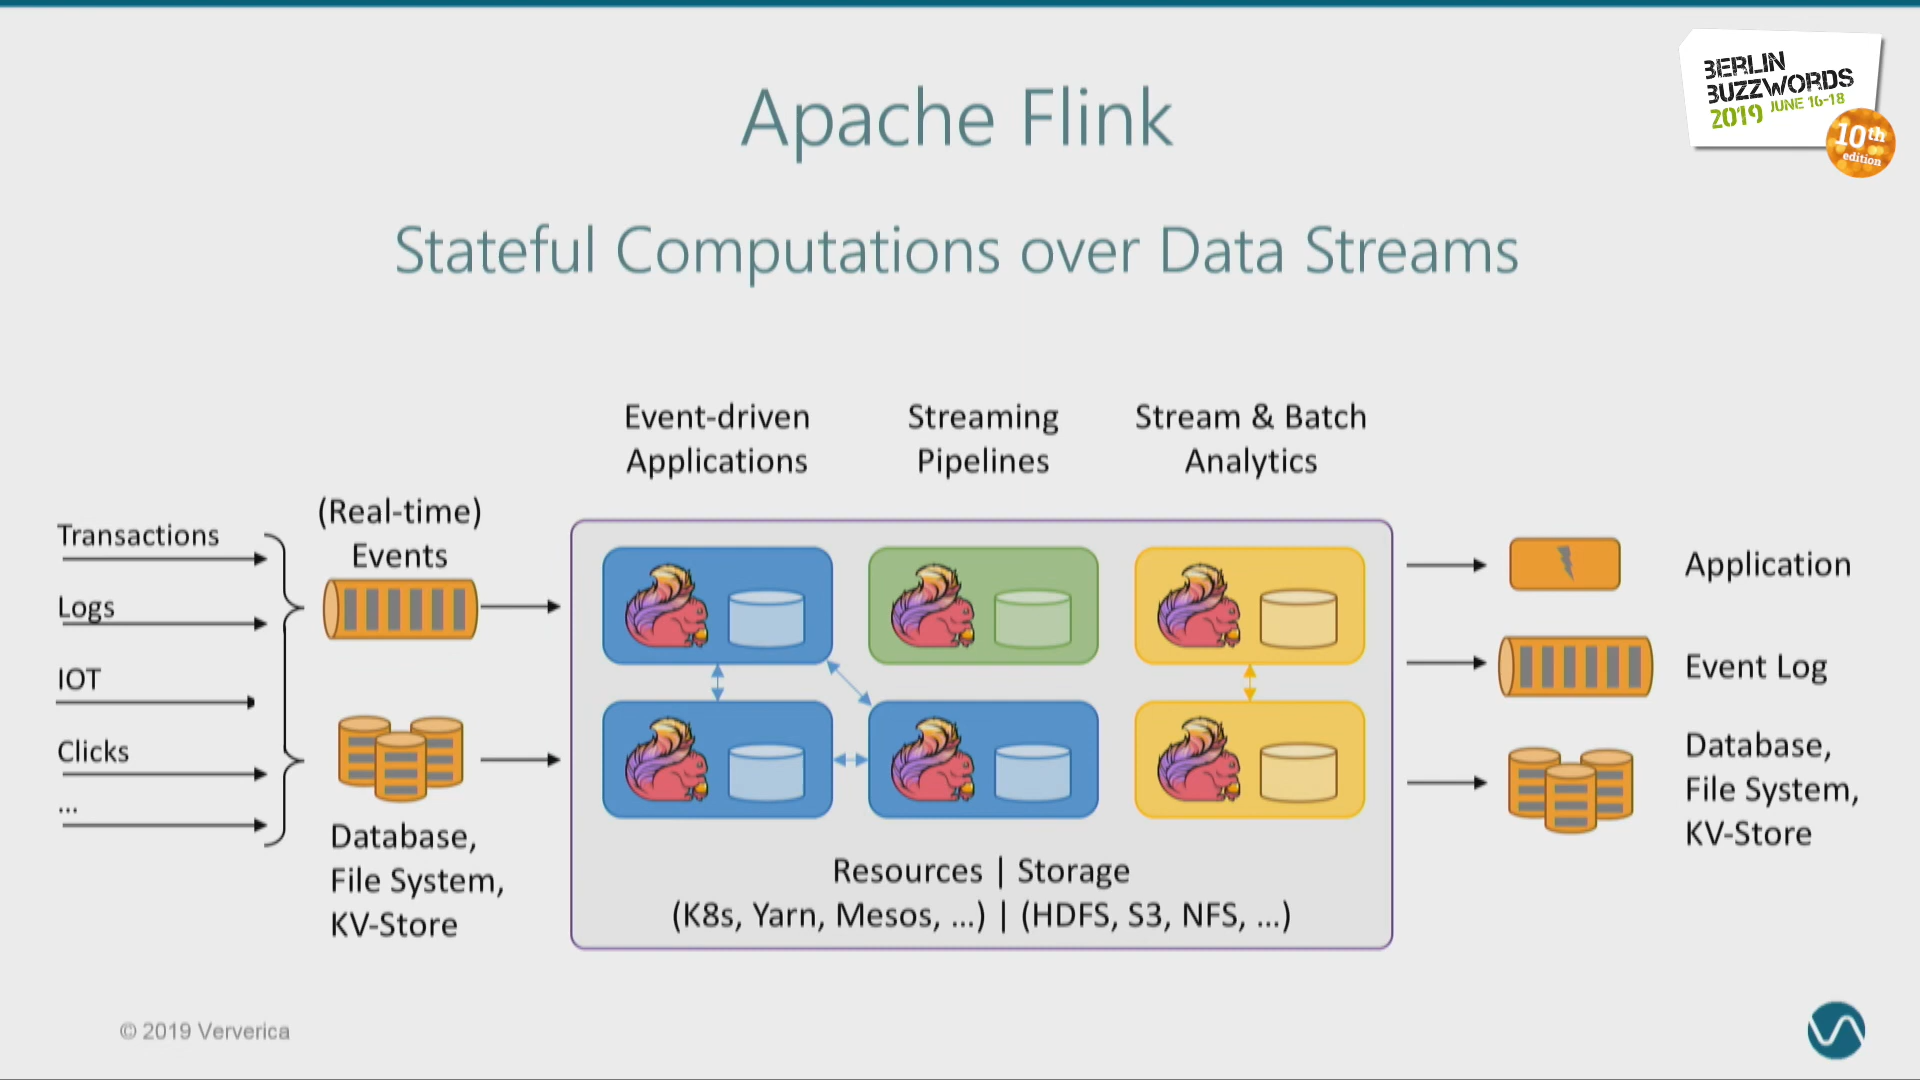 BERLIN
BUZZWORDS
2019 JUNE 16-18
10th
edition
Apache Flink
Stateful Computations over Data Streams
Event-driven
Applications
Streaming
Pipelines
Stream & Batch
Analytics
Transactions
Logs
IOT
Clicks
...
(Real-time)
Events
Database,
File System,
KV-Store
Resources | Storage
(K8s, Yarn, Mesos, ...) | (HDFS, S3, NFS, ...)
Application
Event Log
Database,
File System,
KV-Store
© 2019 Ververica